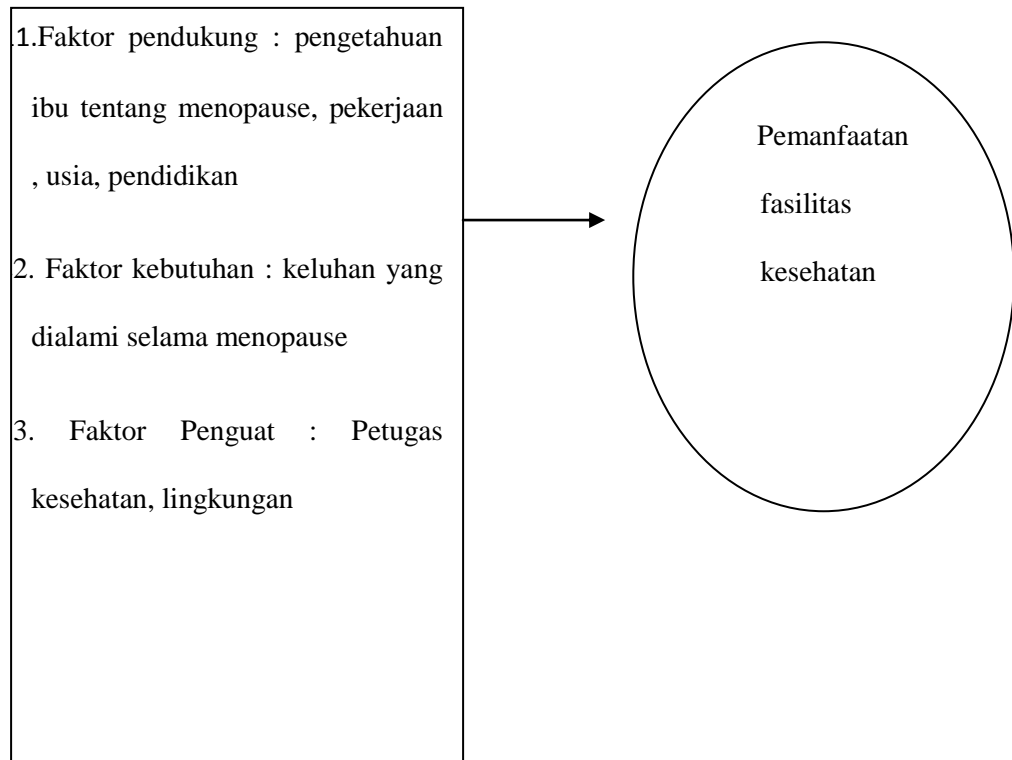 .1.Faktor pendukung : pengetahuan
ibu tentang menopause, pekerjaan
, usia, pendidikan
2. Faktor kebutuhan : keluhan yang
dialami selama menopause
3. Faktor Penguat : Petugas
kesehatan, lingkungan
Pemanfaatan
fasilitas
kesehatan